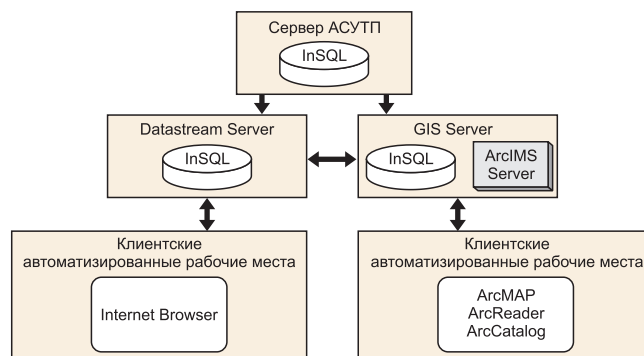 Сервер АСУТП
InSQL
Datastream Server
InSQL
GIS Server
InSQL
ArcIMS
Server
Клиентские
автоматизированные рабочие места
Internet Browser
Клиентские
автоматизированные рабочие места
ArcMAP
ArcReader
ArcCatalog